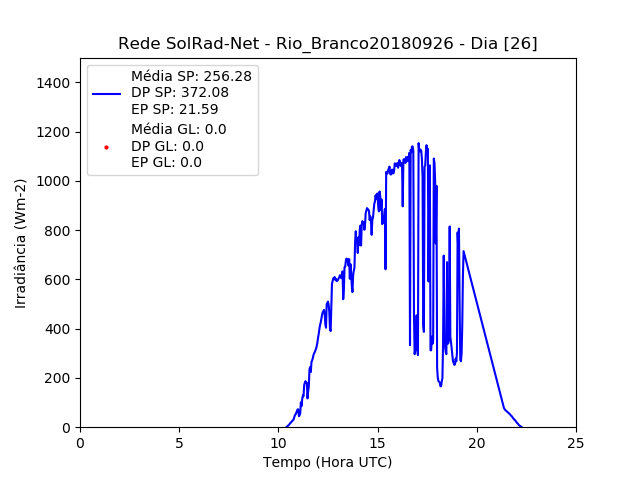 Rede SolRad-Net - Rio_Branco20180926 - Dia [26]
Média SP: 256.28
DP SP: 372.08
EP SP: 21.59
Média GL: 0.0
DP GL: 0.0
EP GL: 0.0
Irradiância (Wm-2)
1400
1200
1000
800
600
400
200
0
0 5 10 15 20 25
Tempo (Hora UTC)